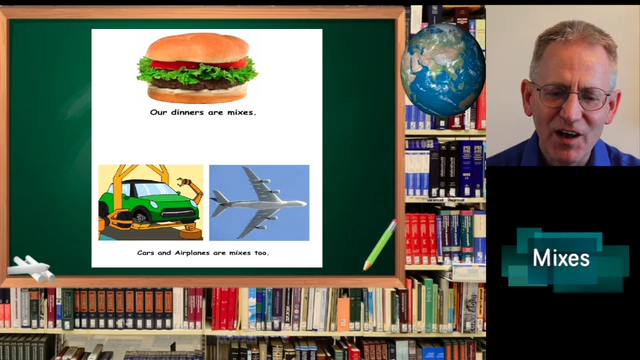 Our dinners are mixes.
Cars and Airplanes are mixes too.
Mixes